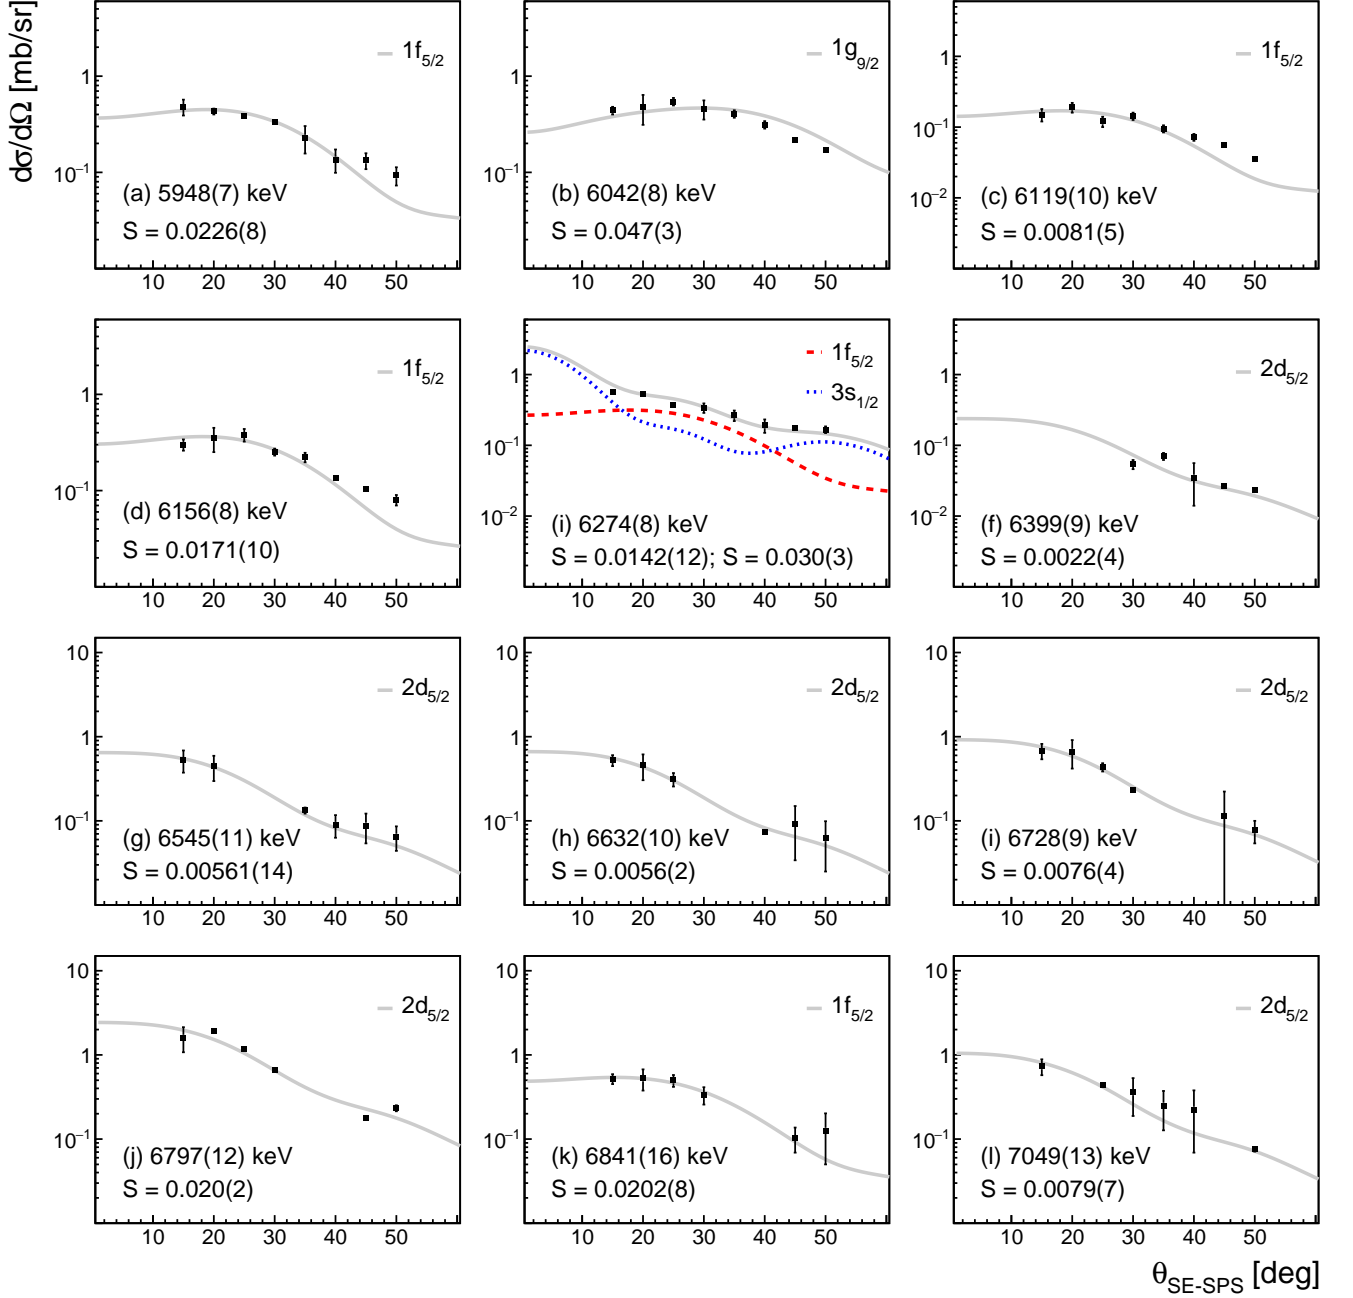 dσ/dΩ [mb/sr]
1f5/2
1
10−1
(a) 5948(7) keV
S = 0.0226(8)
10 20 30 40 50
1g9/2
1
10−1
(b) 6042(8) keV
S = 0.047(3)
10 20 30 40 50
1f5/2
1
10−1
10−2
(c) 6119(10) keV
S = 0.0081(5)
10 20 30 40 50
1f5/2
1
10−1
(d) 6156(8) keV
S = 0.0171(10)
10 20 30 40 50
1f5/2
3s1/2
1
10−1
10−2
(i) 6274(8) keV
S = 0.0142(12); S = 0.030(3)
10 20 30 40 50
2d5/2
1
10−1
10−2
(f) 6399(9) keV
S = 0.0022(4)
10 20 30 40 50
10
2d5/2
1
10−1
(g) 6545(11) keV
S = 0.00561(14)
10 20 30 40 50
10
2d5/2
1
10−1
(h) 6632(10) keV
S = 0.0056(2)
10 20 30 40 50
10
2d5/2
1
10−1
(i) 6728(9) keV
S = 0.0076(4)
10 20 30 40 50
10
2d5/2
1
10−1
(j) 6797(12) keV
S = 0.020(2)
10 20 30 40 50
10
1f5/2
1
10−1
(k) 6841(16) keV
S = 0.0202(8)
10 20 30 40 50
10
2d5/2
1
10−1
(l) 7049(13) keV
S = 0.0079(7)
10 20 30 40 50
θSE-SPS [deg]